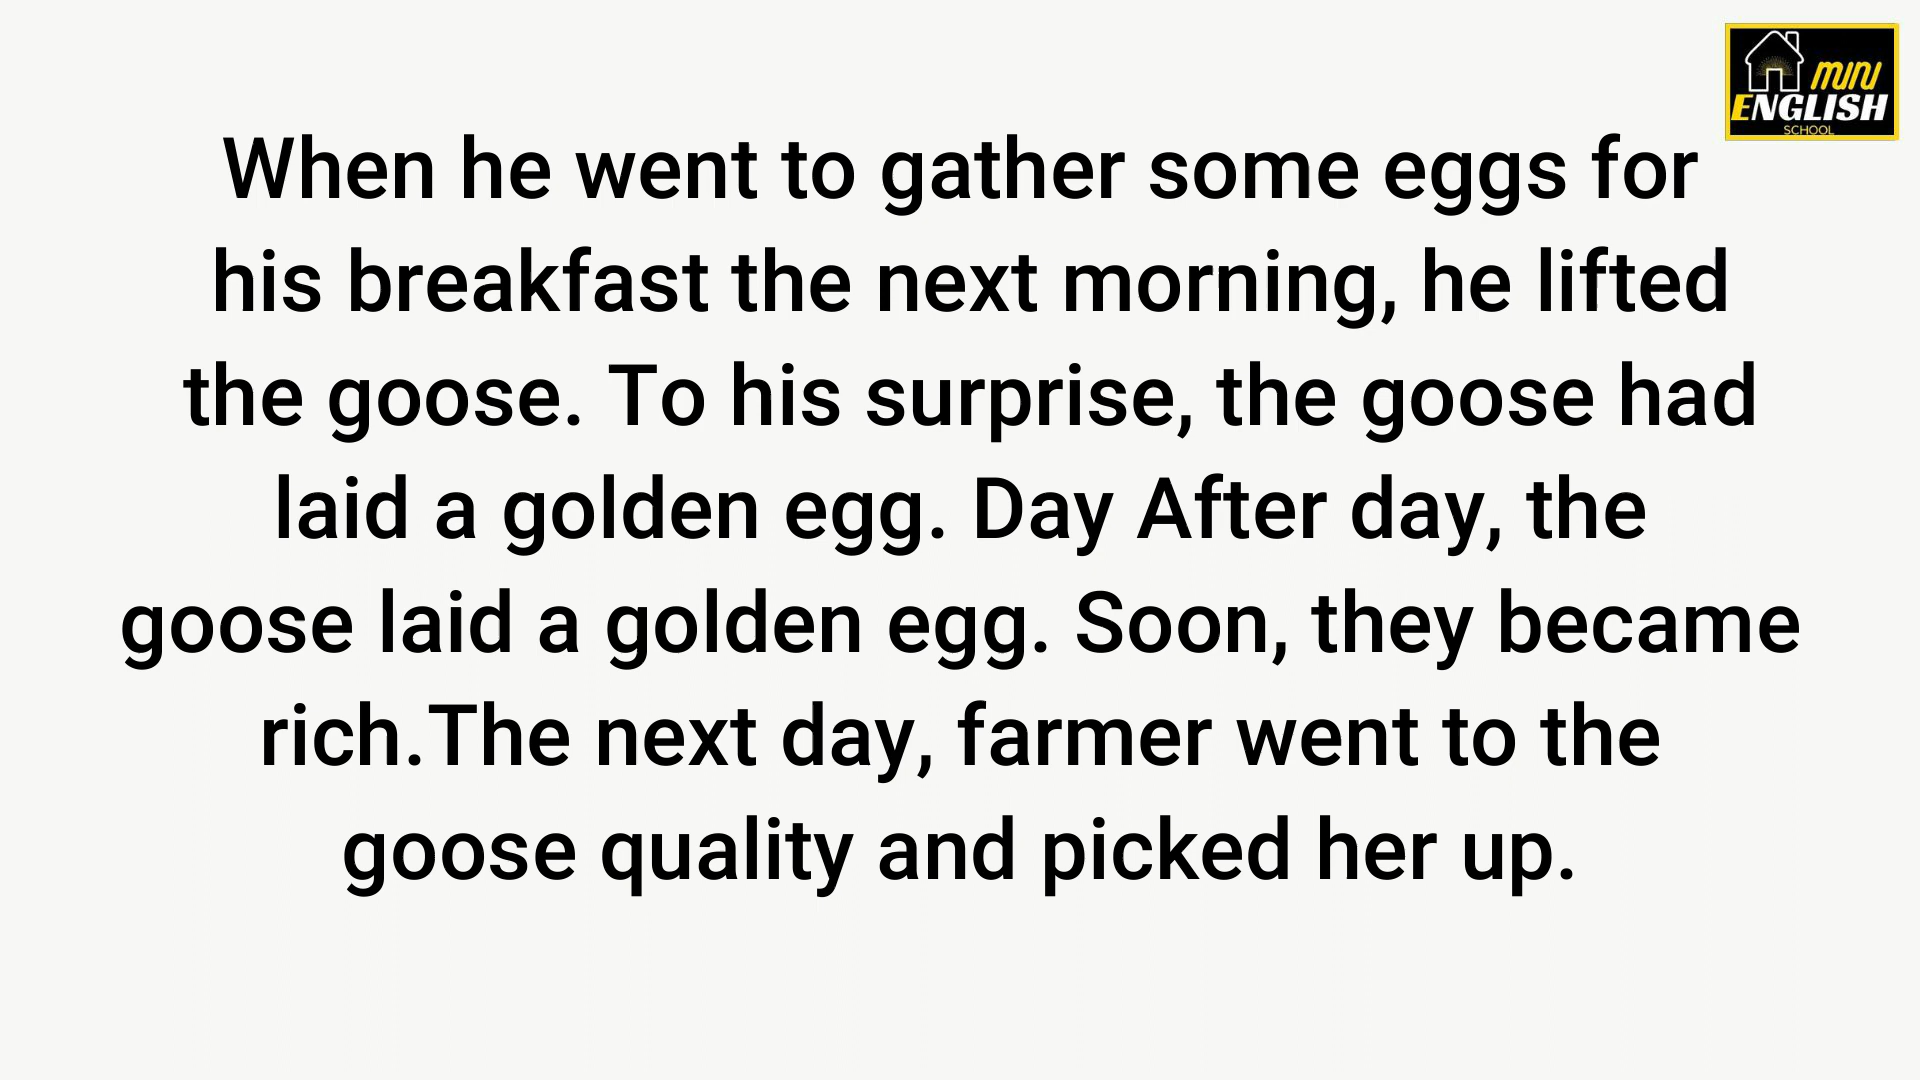 mini
ENGLISH
SCHOOL
When he went to gather some eggs for
his breakfast the next morning, he lifted
the goose. To his surprise, the goose had
laid a golden egg. Day After day, the
goose laid a golden egg. Soon, they became
rich.The next day, farmer went to the
goose quality and picked her up.